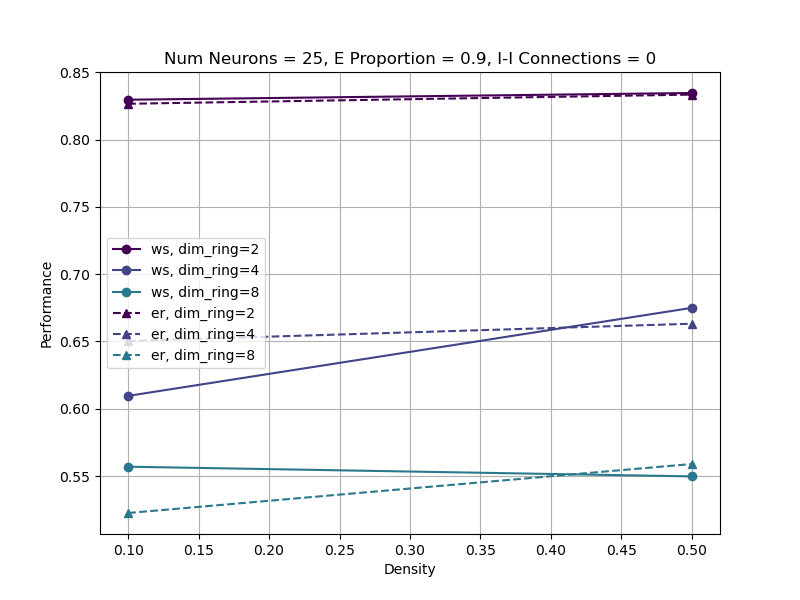 Num Neurons = 25, E Proportion = 0.9, I-I Connections = 0
0.85
0.80
0.75
0.70
0.65
0.60
0.55
Performance
ws, dim_ring=2
ws, dim_ring=4
ws, dim_ring=8
er, dim_ring=2
er, dim_ring=4
er, dim_ring=8
0.10 0.15 0.20 0.25 0.30 0.35 0.40 0.45 0.50
Density